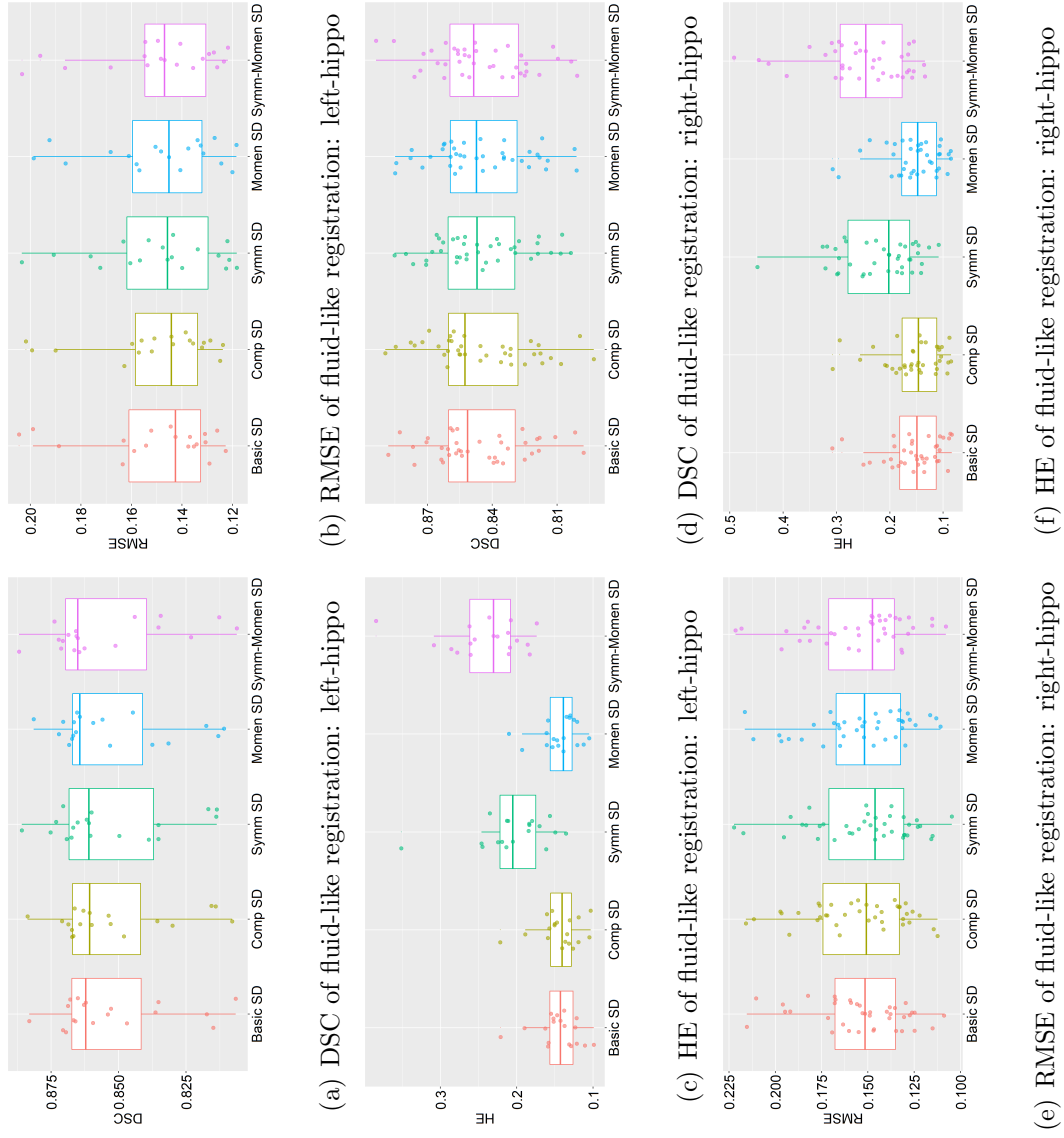 DSC
0.875
0.850
0.825
Basic SD Comp SD Symm SD Momen SD Symm-Momen SD
(a) DSC of fluid-like registration: left-hippo
RMSE
0.20
0.18
0.16
0.14
0.12
Basic SD Comp SD Symm SD Momen SD Symm-Momen SD
(b) RMSE of fluid-like registration: left-hippo
HE
0.3
0.2
0.1
Basic SD Comp SD Symm SD Momen SD Symm-Momen SD
(c) HE of fluid-like registration: left-hippo
DSC
0.87
0.84
0.81
Basic SD Comp SD Symm SD Momen SD Symm-Momen SD
(d) DSC of fluid-like registration: right-hippo
RMSE
0.225
0.200
0.175
0.150
0.125
0.100
Basic SD Comp SD Symm SD Momen SD Symm-Momen SD
(e) RMSE of fluid-like registration: right-hippo
HE
0.5
0.4
0.3
0.2
0.1
Basic SD Comp SD Symm SD Momen SD Symm-Momen SD
(f) HE of fluid-like registration: right-hippo